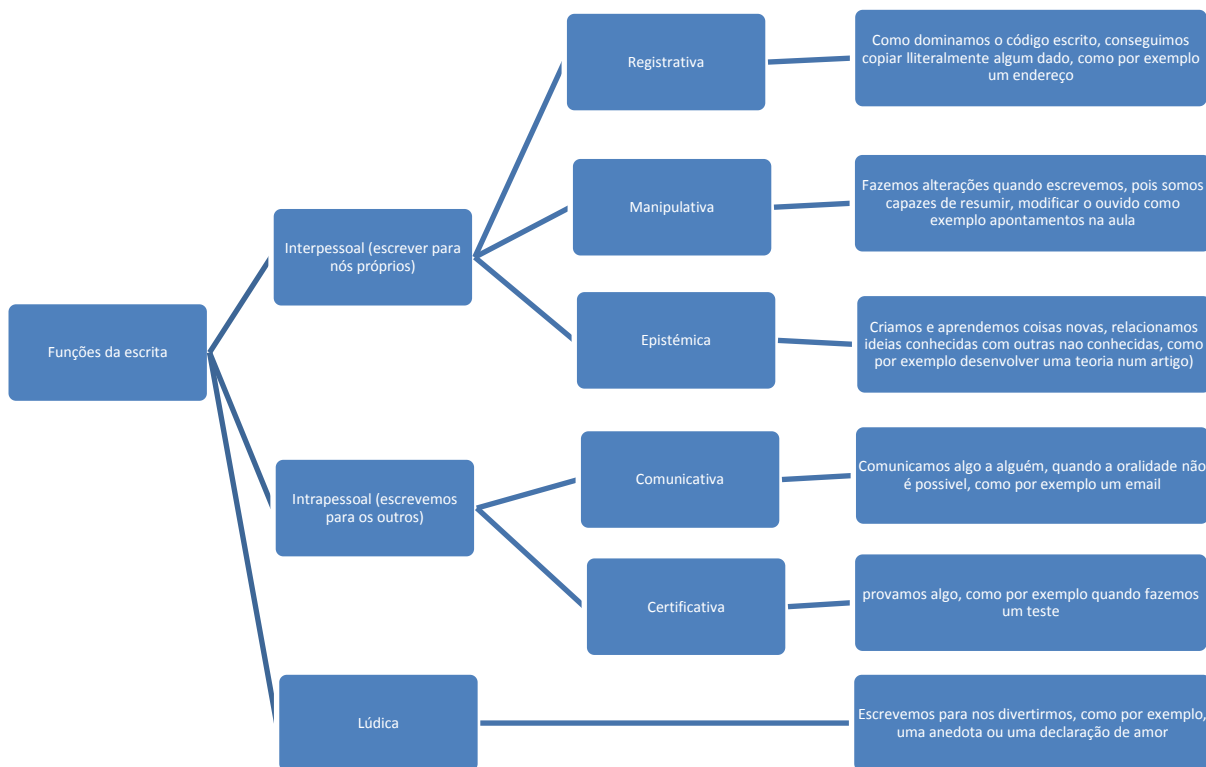 Funções da escrita
Interpessoal (escrever para
nós próprios)
Registrativa
Como dominamos o código escrito, conseguimos
copiar lliteralmente algum dado, como por exemplo
um endereço
Manipulativa
Fazemos alterações quando escrevemos, pois somos
capazes de resumir, modificar o ouvido como
exemplo apontamentos na aula
Epistémica
Criamos e aprendemos coisas novas, relacionamos
ideias conhecidas com outras nao conhecidas, como
por exemplo desenvolver uma teoria num artigo)
Intrapessoal (escrevemos
para os outros)
Comunicativa
Comunicamos algo a alguém, quando a oralidade não
é possivel, como por exemplo um email
Certificativa
provamos algo, como por exemplo quando fazemos
um teste
Lúdica
Escrevemos para nos divertirmos, como por exemplo,
uma anedota ou uma declaração de amor